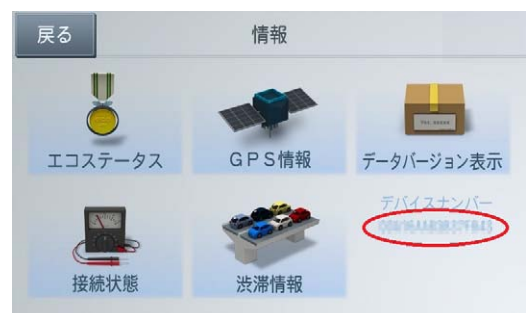 戻る
情報
エコステータス
GPS情報
データバージョン表示
接続状態
渋滞情報
デバイスナンバー